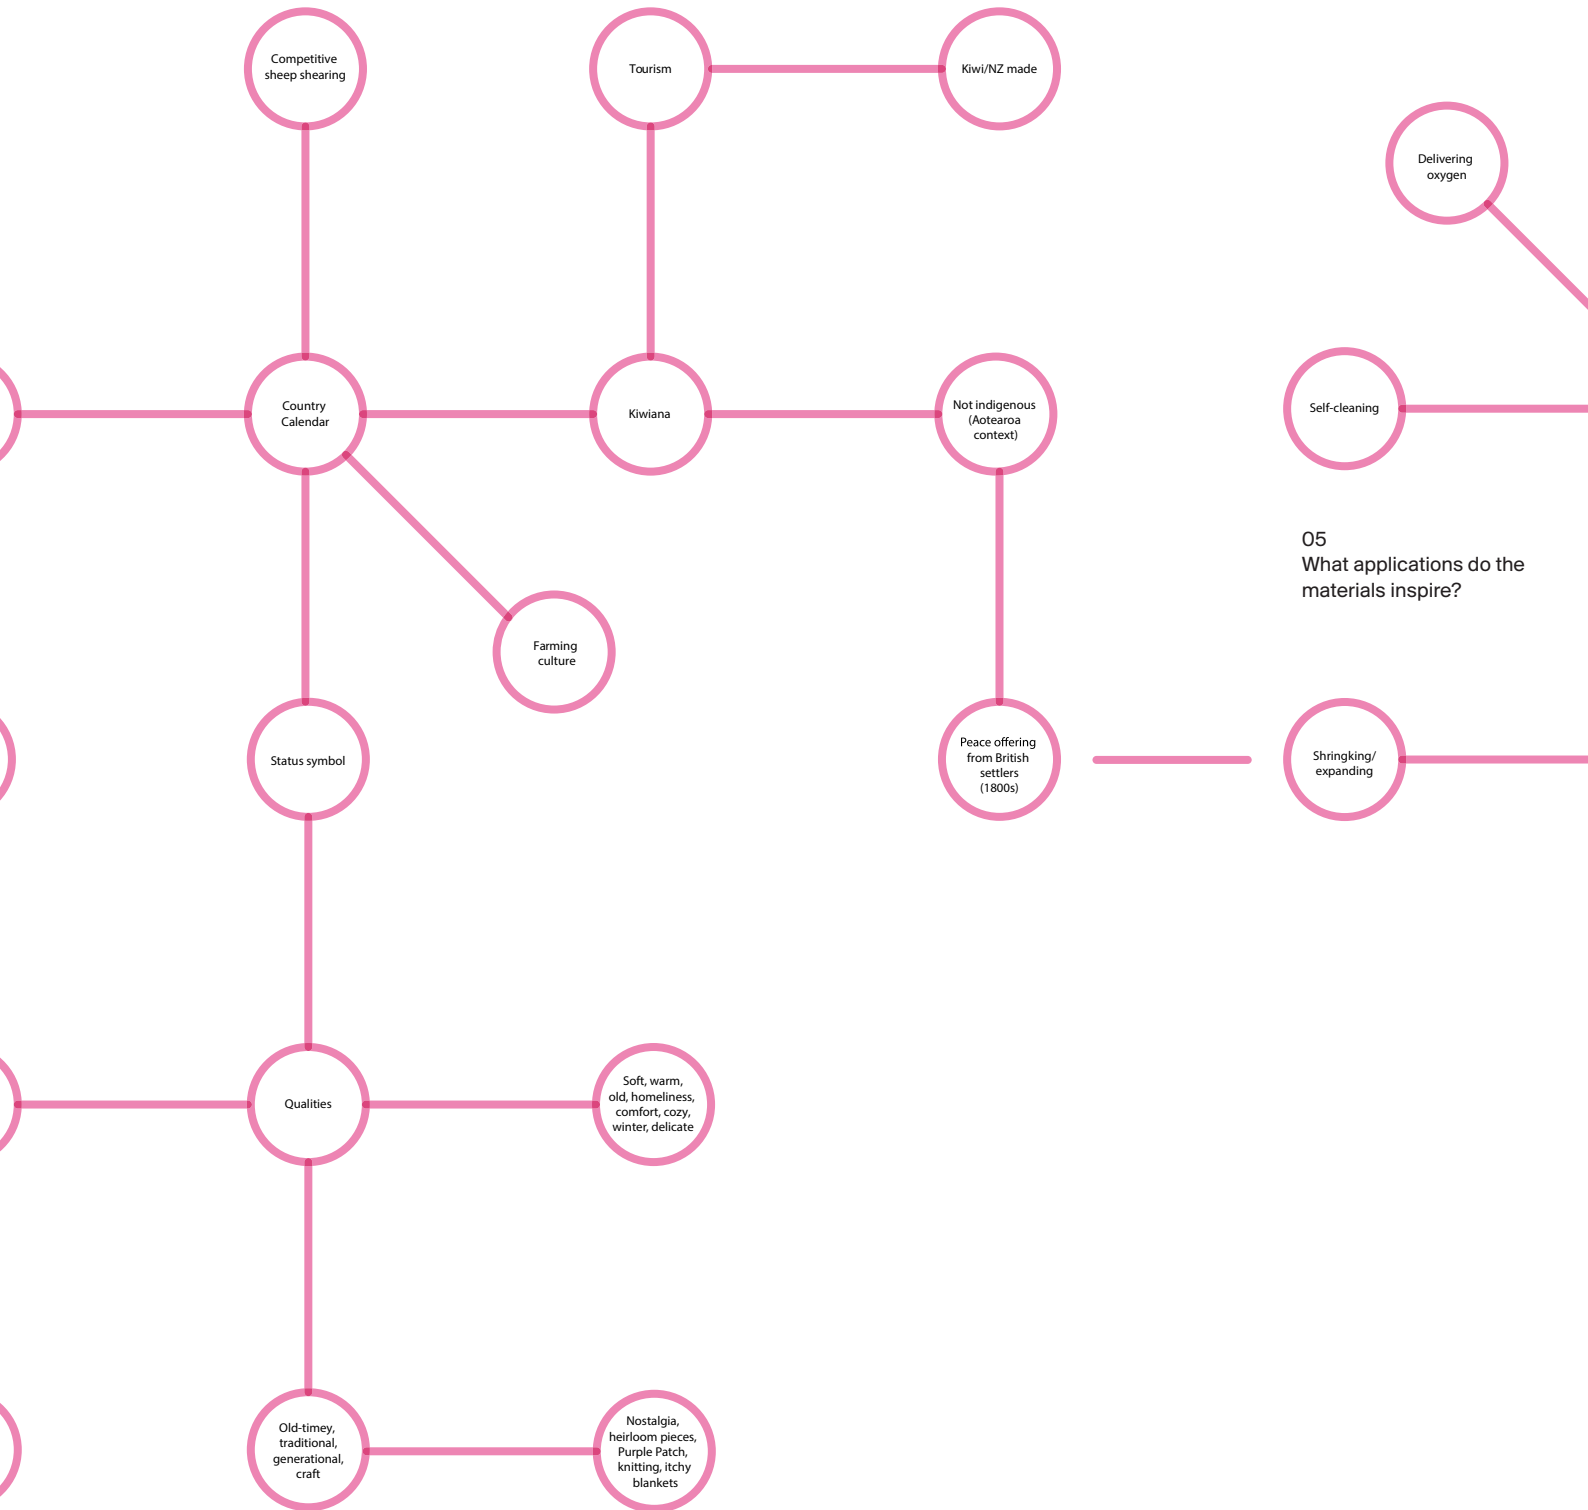 Competitive
sheep shearing
Tourism
Kiwi/NZ made
Delivering
oxygen
Country
Calendar
Kiwiana
Not indigenous
(Aotearoa
context)
Self-cleaning
05
What applications do the
materials inspire?
Farming
culture
Status symbol
Peace offering
from British
settlers
(1800s)
Shringking/
expanding
Qualities
Soft, warm,
old, homeliness,
comfort, cozy,
winter, delicate
Old-timey,
traditional,
generational,
craft
Nostalgia,
heirloom pieces,
Purple Patch,
knitting, itchy
blankets